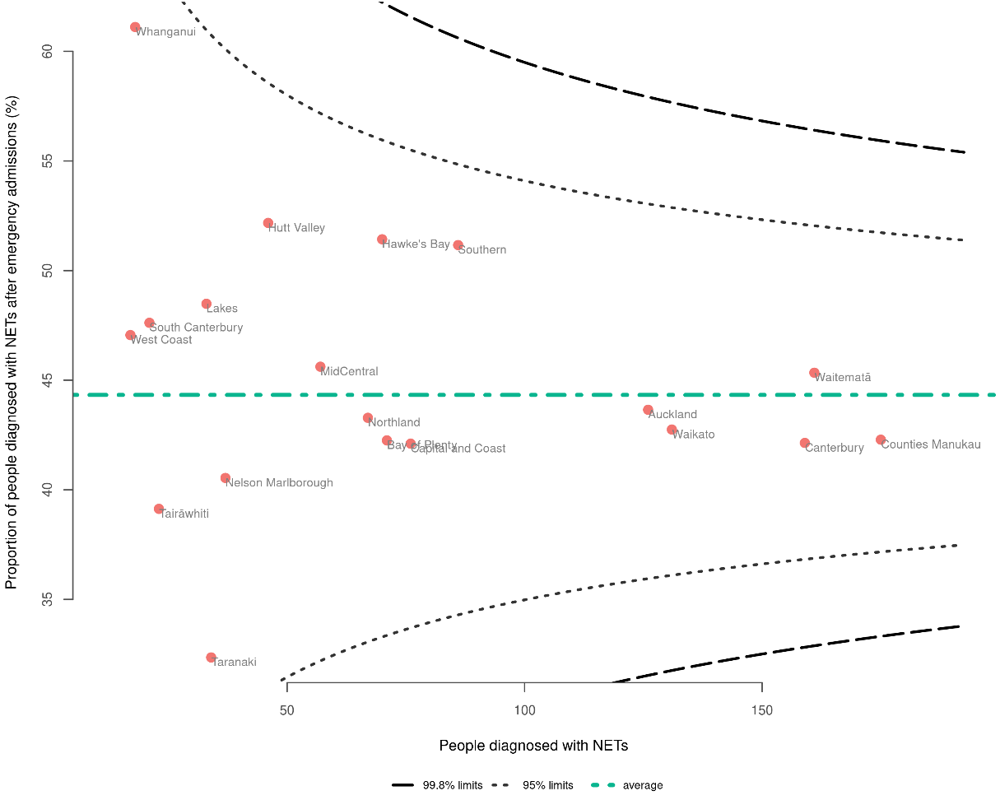 Proportion of people diagnosed with NETs after emergency admissions (%)
60
55
50
45
40
35
Whanganui
Hutt Valley
Hawke's Bay
Southern
Lakes
South Canterbury
West Coast
MidCentral
Waitematā
Auckland
Northland
Waikato
Bay of Plenty
Capital and Coast
Canterbury
Counties Manukau
Nelson Marlborough
Tairāwhiti
Taranaki
50
100
150
People diagnosed with NETs
99.8% limits
95% limits
average